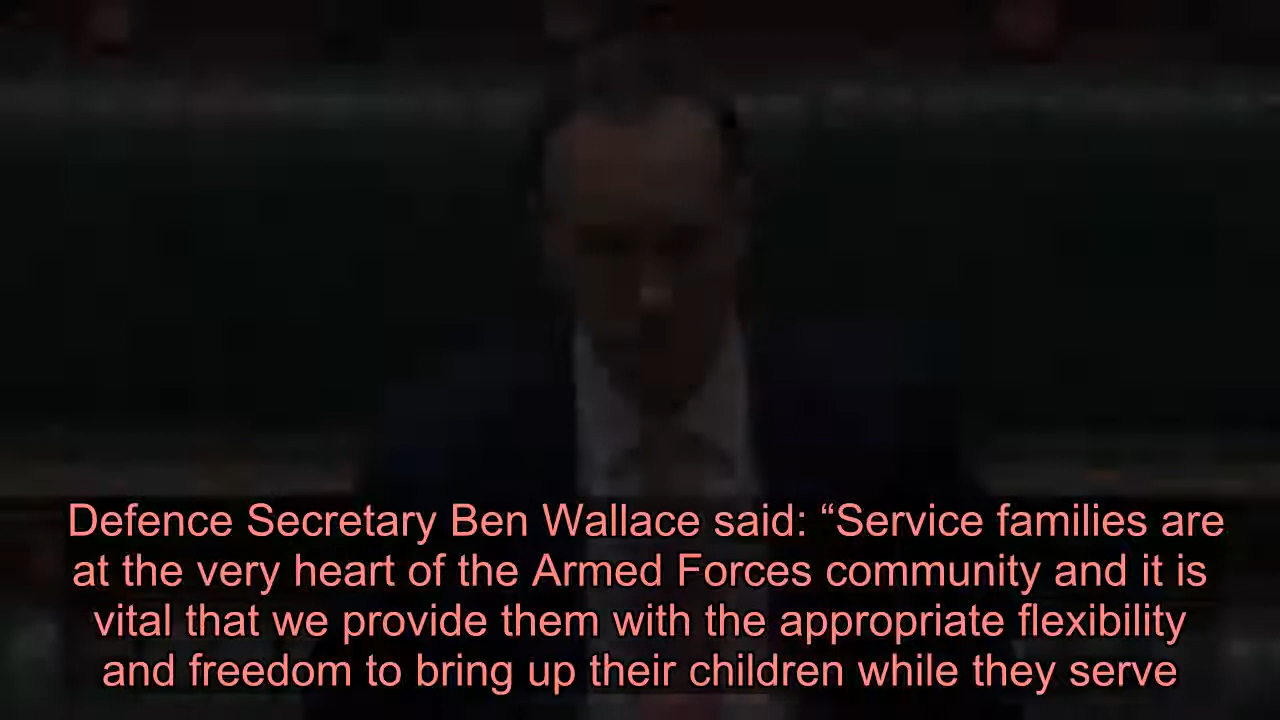 Defence Secretary Ben Wallace said: “Service families are
at the very heart of the Armed Forces community and it is
vital that we provide them with the appropriate flexibility
and freedom to bring up their children while they serve